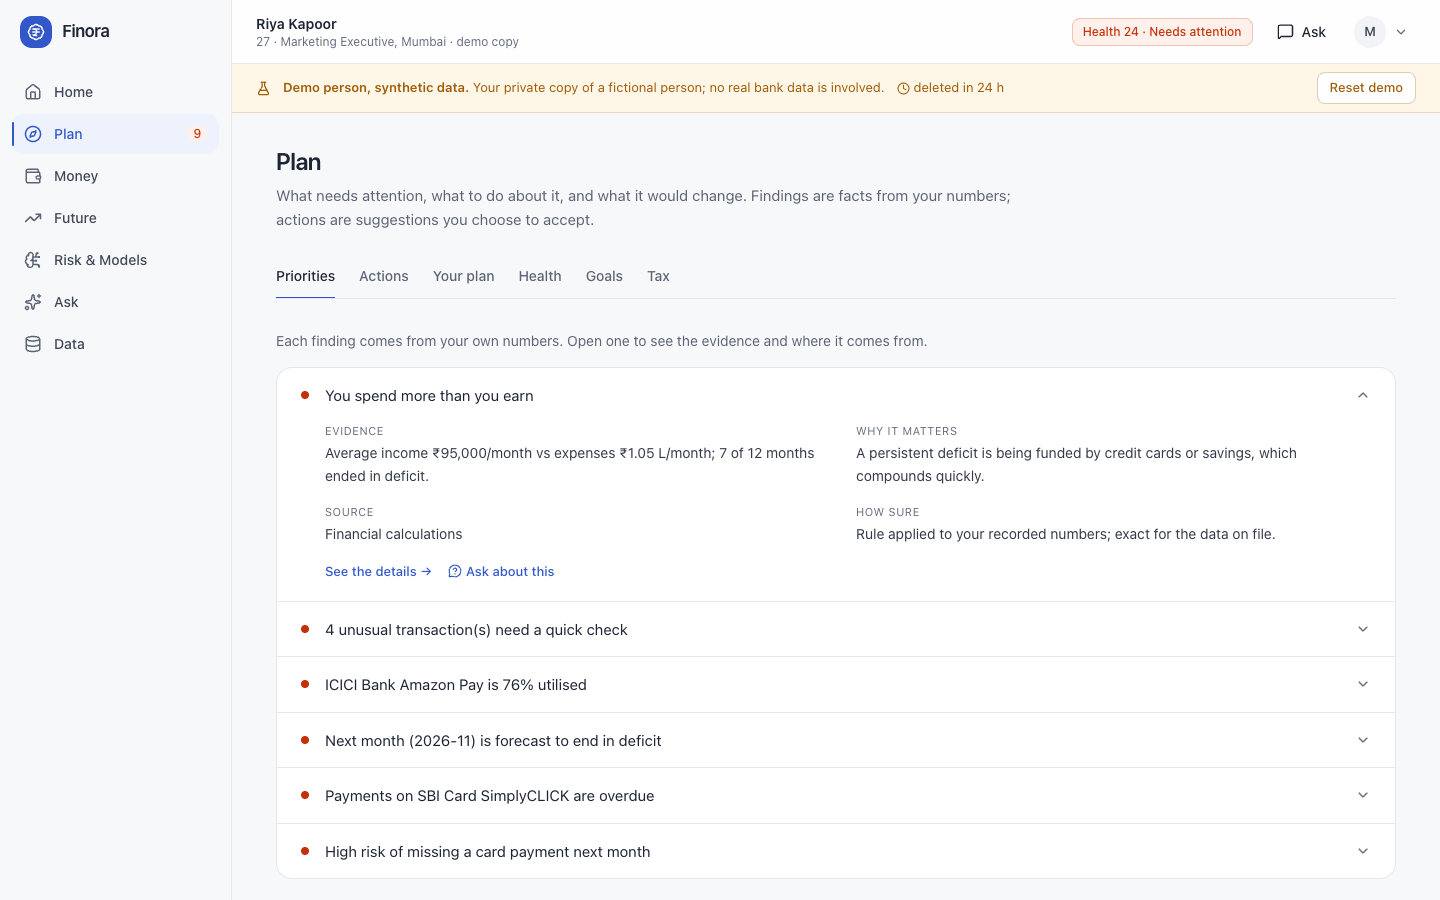 Finora
Riya Kapoor
27 · Marketing Executive, Mumbai · demo copy
Health 24 · Needs attention
Ask
M
Home
Plan
9
Money
Future
Risk & Models
Ask
Data
Demo person, synthetic data. Your private copy of a fictional person; no real bank data is involved. deleted in 24 h
Reset demo
Plan
What needs attention, what to do about it, and what it would change. Findings are facts from your numbers;
actions are suggestions you choose to accept.
Priorities Actions Your plan Health Goals Tax
Each finding comes from your own numbers. Open one to see the evidence and where it comes from.
You spend more than you earn
EVIDENCE
Average income ₹95,000/month vs expenses ₹1.05 L/month; 7 of 12 months
ended in deficit.
WHY IT MATTERS
A persistent deficit is being funded by credit cards or savings, which
compounds quickly.
SOURCE
Financial calculations
HOW SURE
Rule applied to your recorded numbers; exact for the data on file.
See the details → Ask about this
4 unusual transaction(s) need a quick check
ICICI Bank Amazon Pay is 76% utilised
Next month (2026-11) is forecast to end in deficit
Payments on SBI Card SimplyCLICK are overdue
High risk of missing a card payment next month